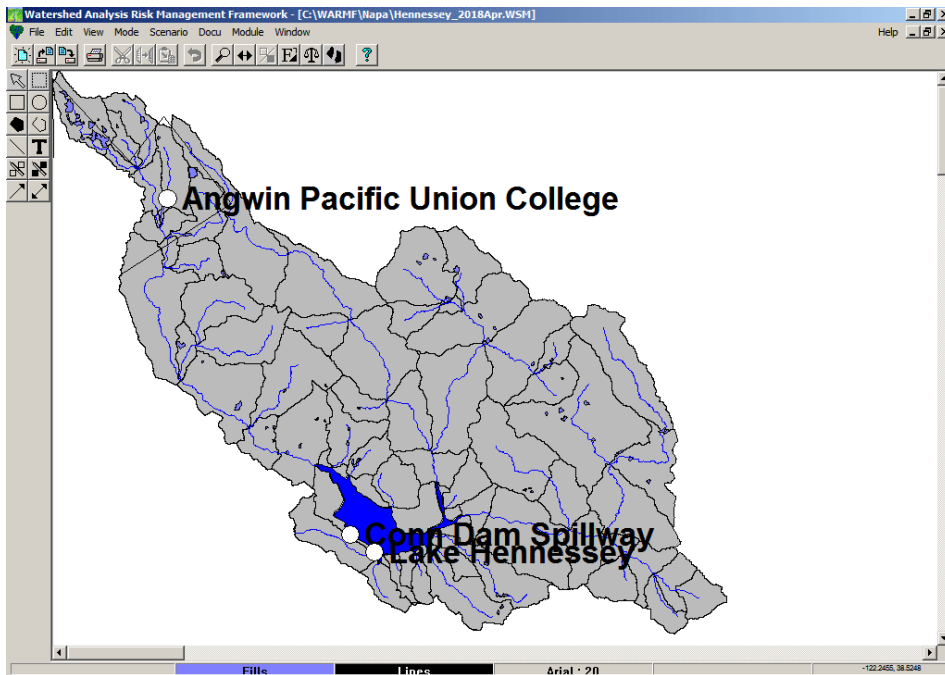 Watershed Analysis Risk Management Framework - [C:\WARMF\Napa\Hennessey_2018Apr.WSM]
File Edit View Mode Scenario Docu Module Window Help
Angwin Pacific Union College
Conn Dam Spillway
Lake Hennessey
Fills Lines Arial : 20 -122.2455, 38.5248